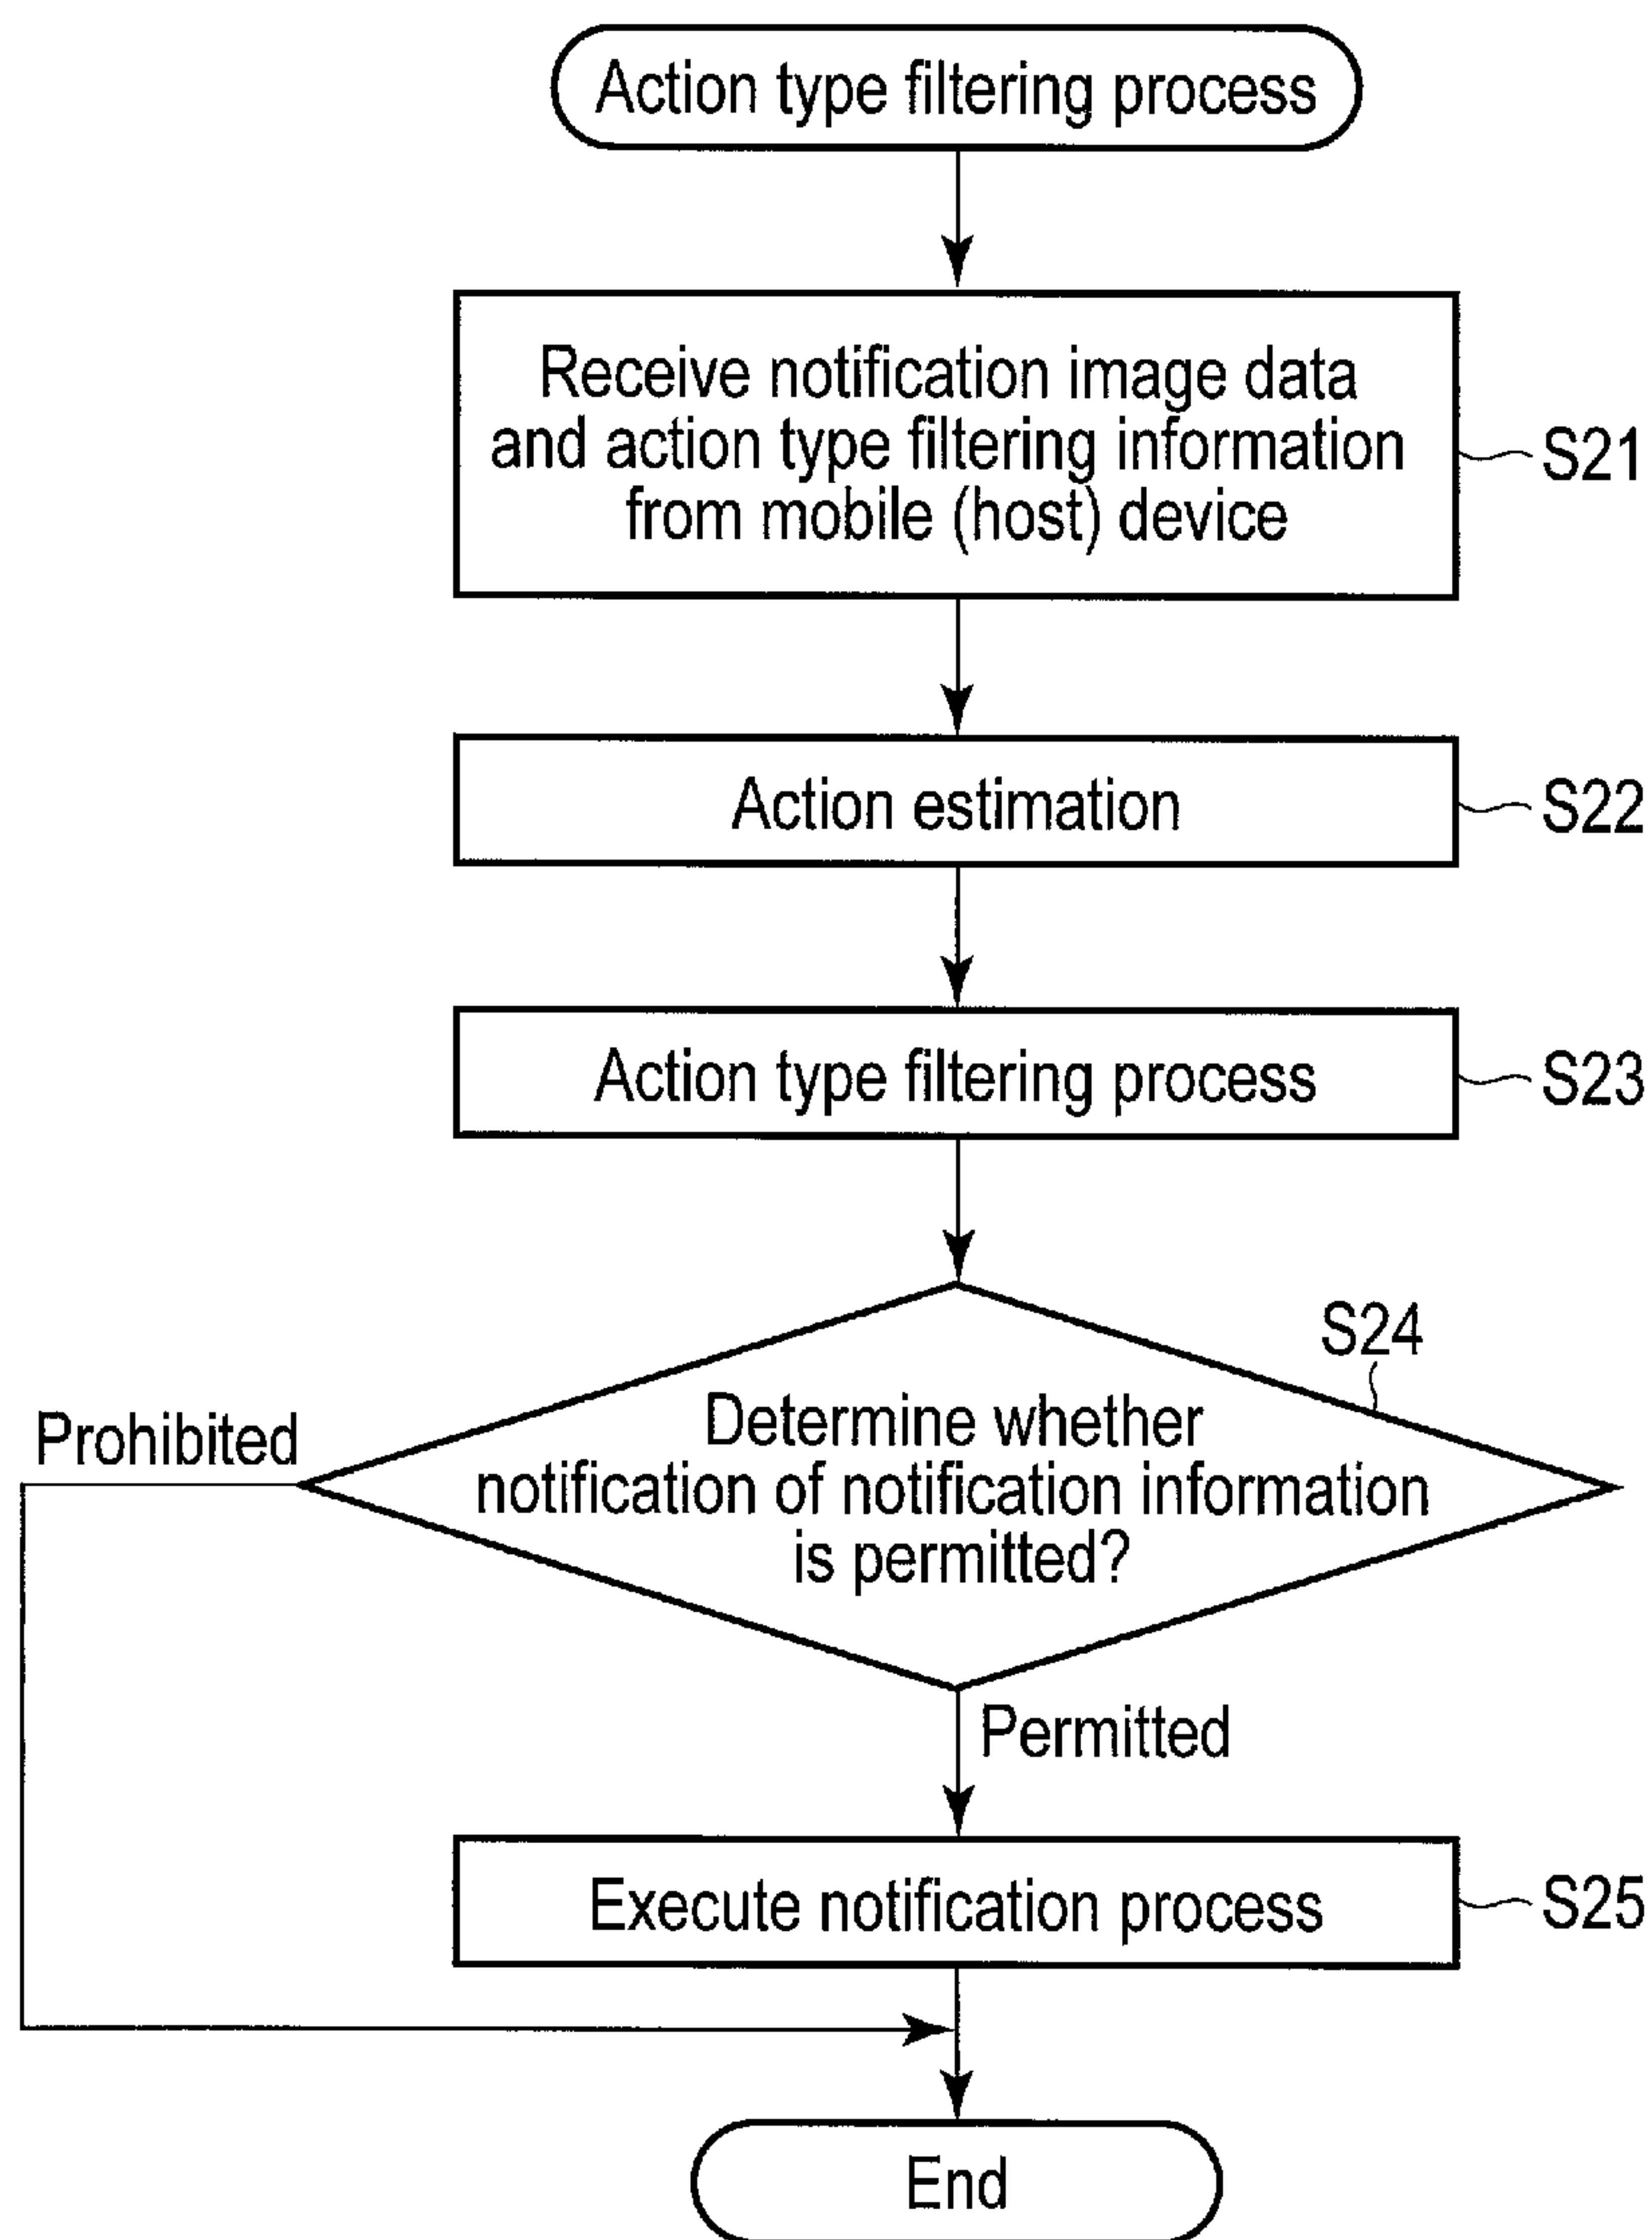 Action type filtering process
Receive notification image data
and action type filtering information
from mobile (host) device
S21
Action estimation
S22
Action type filtering process
S23
S24
Determine whether
notification of notification information
is permitted?
Prohibited
Permitted
Execute notification process
S25
End